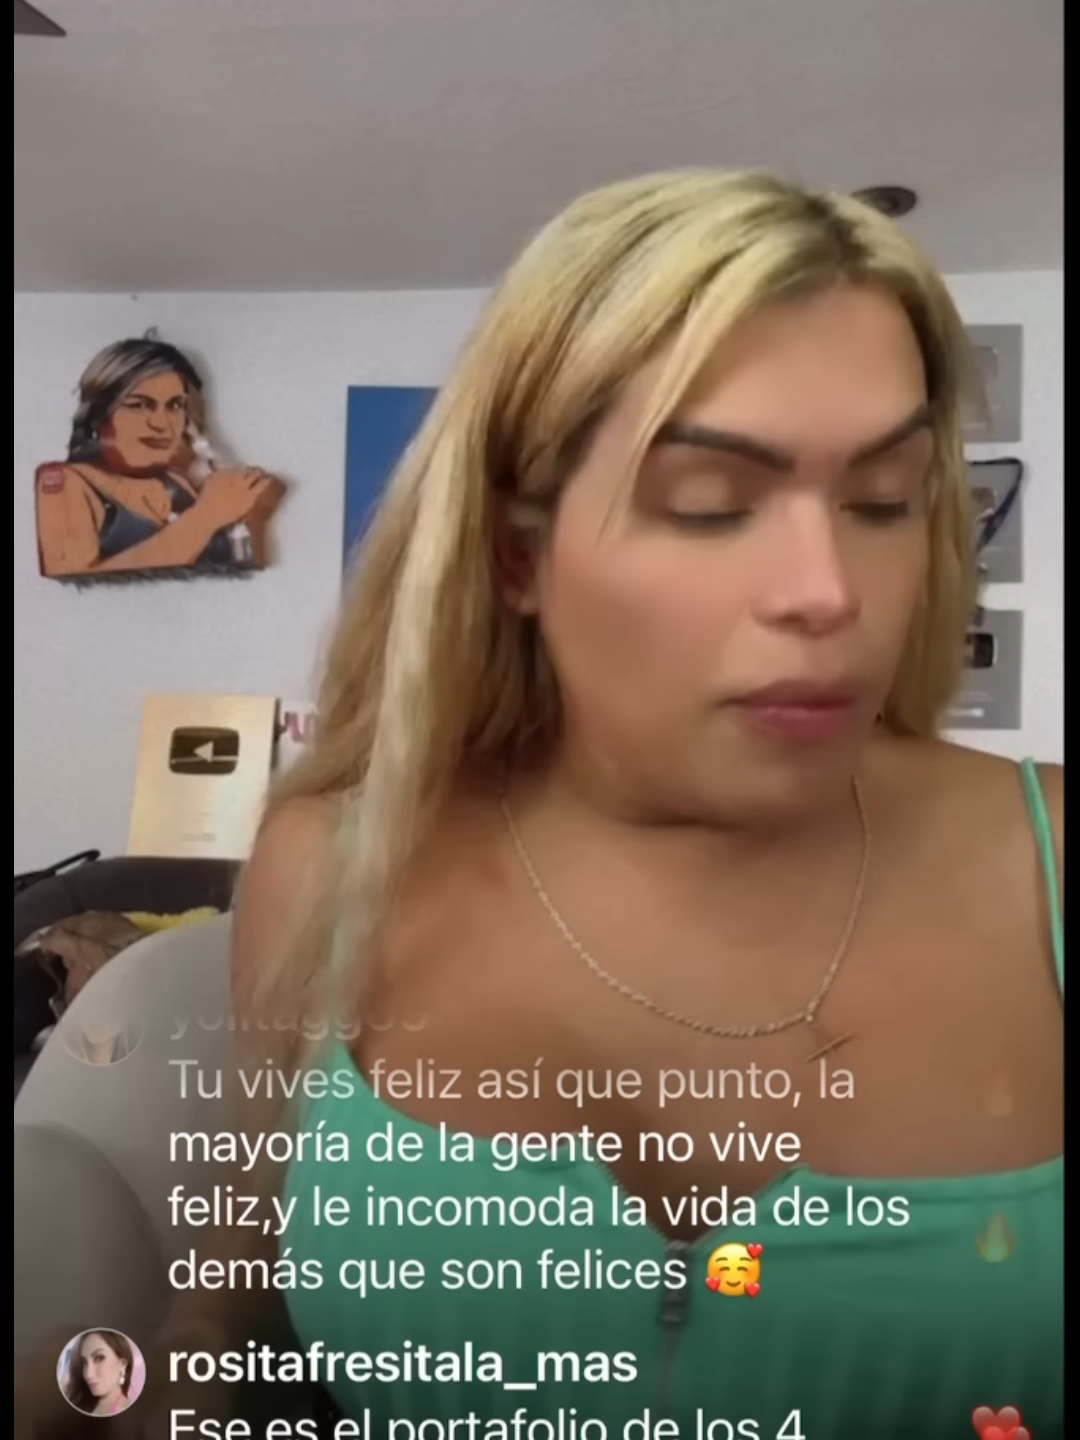 Tu vives feliz así que punto, la
mayoría de la gente no vive
feliz,y le incomoda la vida de los
demás que son felices 🥰
rositafresitala_mas
Ese es el portafolio de los 4